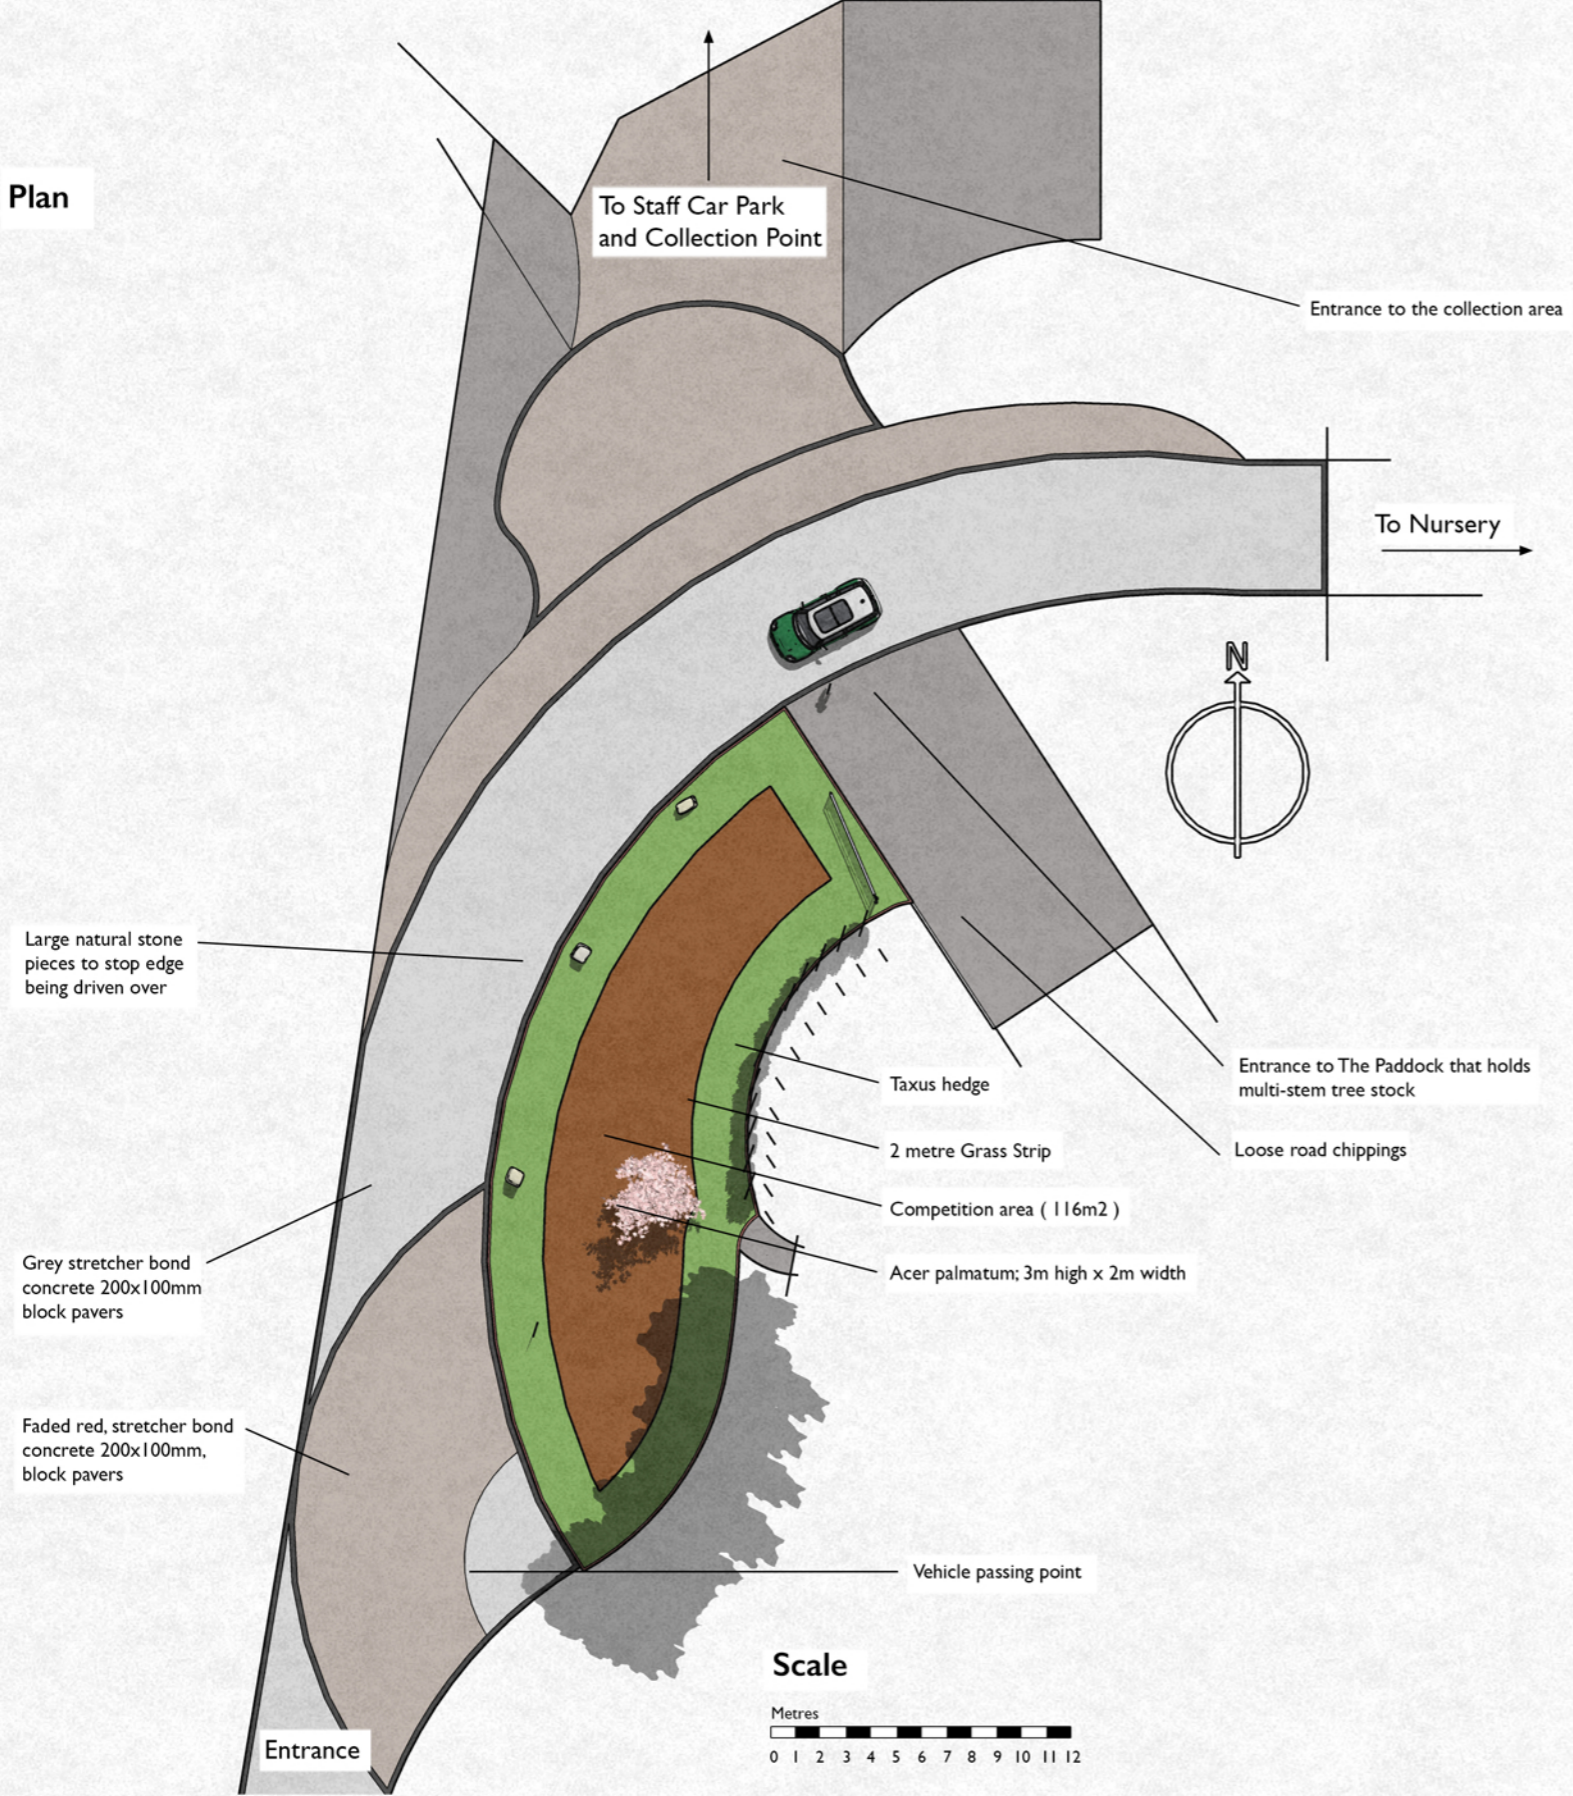 Plan
To Staff Car Park
and Collection Point
Entrance to the collection area
To Nursery
N
Large natural stone
pieces to stop edge
being driven over
Entrance to The Paddock that holds
multi-stem tree stock
Taxus hedge
2 metre Grass Strip
Loose road chippings
Competition area ( 116m2 )
Grey stretcher bond
concrete 200x100mm
block pavers
Acer palmatum; 3m high x 2m width
Faded red, stretcher bond
concrete 200x100mm,
block pavers
Vehicle passing point
Scale
Metres
0 1 2 3 4 5 6 7 8 9 10 11 12
Entrance